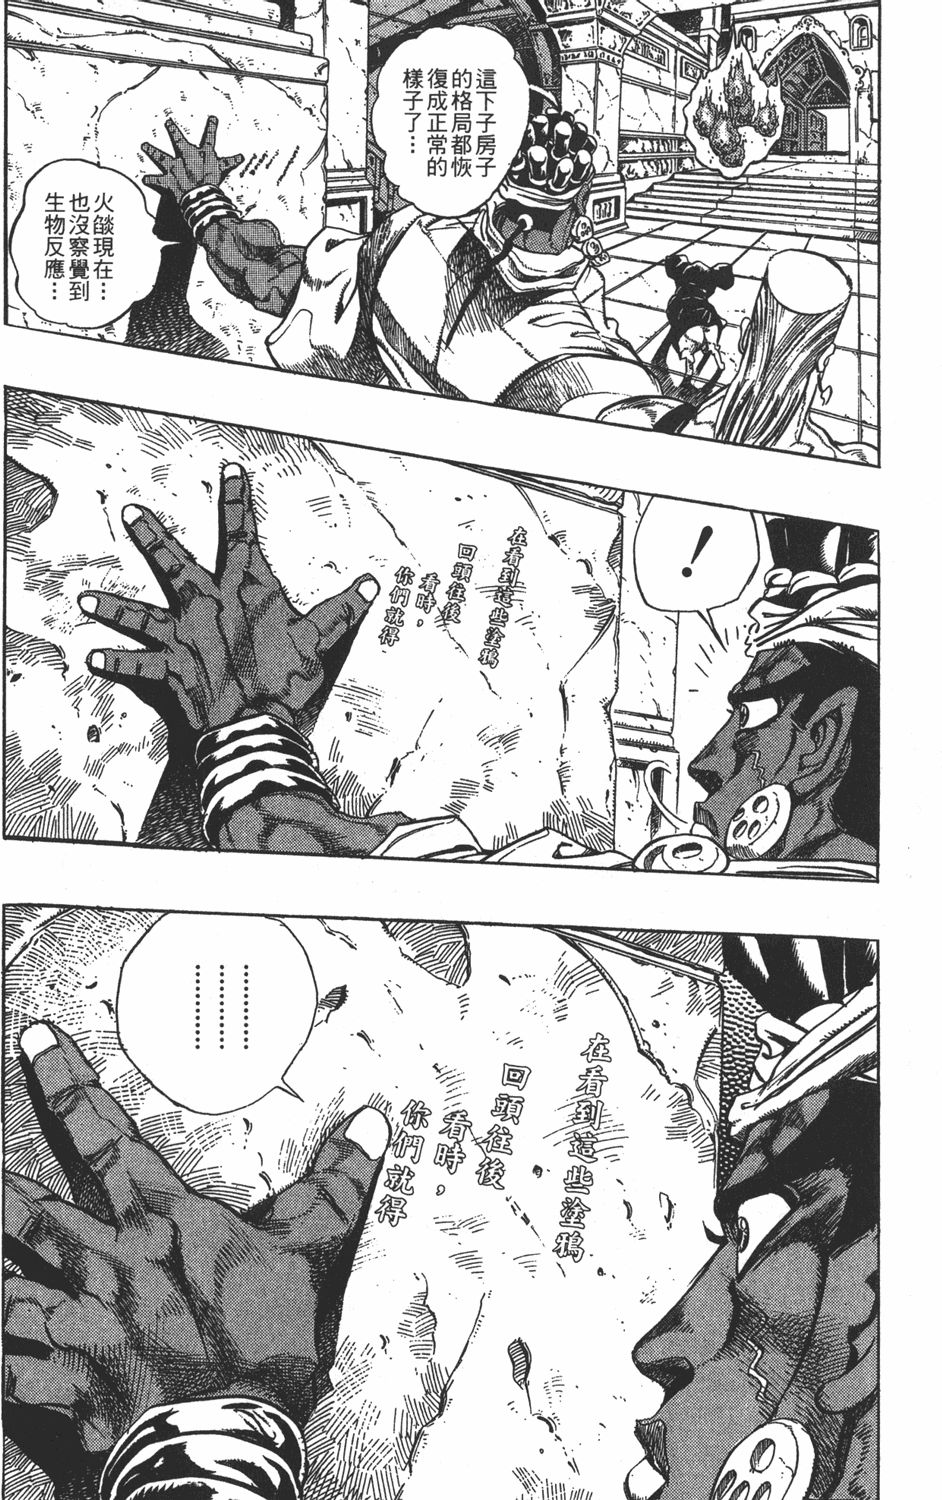 這下子房子
的格局都恢
復成正常的
樣子了…
火燄現在…
也沒察覺到
生物反應…
！
在看到這些塗鴉
回頭往後
看時，
你們就得
………
………
………
在看到這些塗鴉
回頭往後
看時，
你們就得